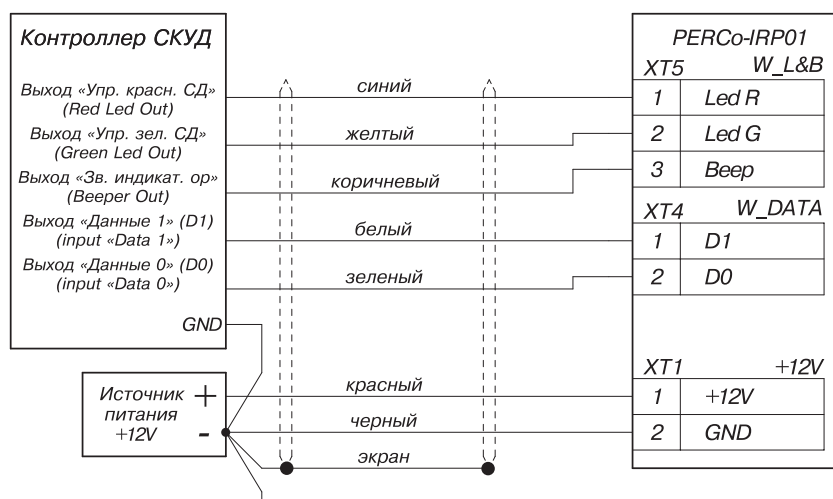 Контроллер СКУД
Выход «Упр. красн. СД»
(Red Led Out)
Выход «Упр. зел. СД»
(Green Led Out)
Выход «Зв. индикат. ор»
(Beeper Out)
Выход «Данные 1» (D1)
(input «Data 1»)
Выход «Данные 0» (D0)
(input «Data 0»)
GND
Источник
питания
+12V
+
-
синий
желтый
коричневый
белый
зеленый
красный
черный
экран
PERCo-IRP01
XT5 W_L&B
1 Led R
2 Led G
3 Beep
XT4 W_DATA
1 D1
2 D0
XT1 +12V
1 +12V
2 GND